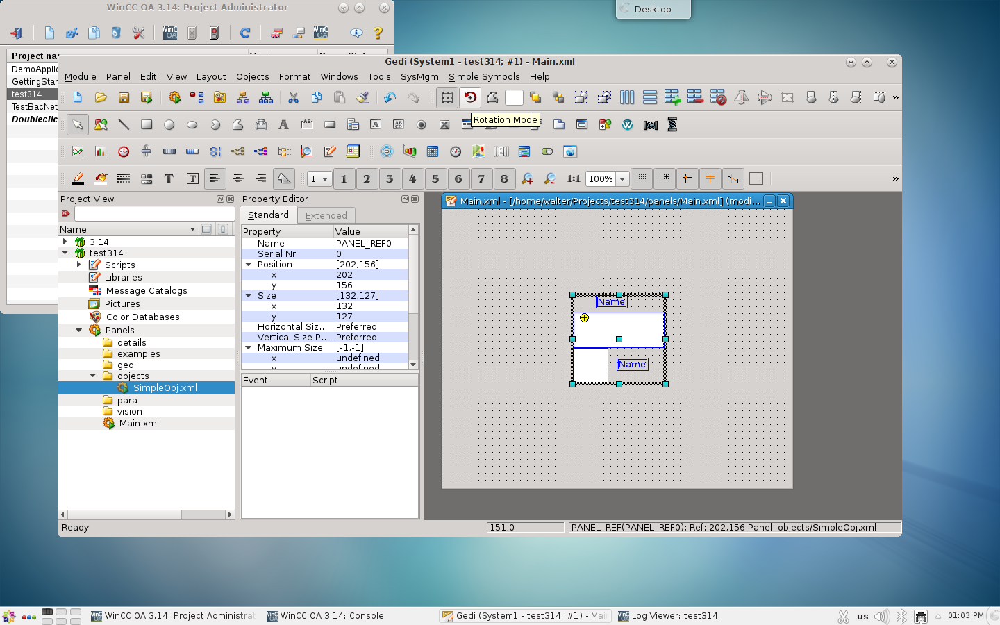 WinCC OA 3.14: Project Administrator
Desktop
WinCC OA
WinCC OA
Project nar
DemoApplic
GettingStar
test314
TestBacNet
Doubleclic
Gedi (System1 - test314; #1) - Main.xml
Module Panel Edit View Layout Objects Format Windows Tools SysMgm Simple Symbols Help
Rotation Mode
1 1 2 3 4 5 6 7 8 1:1 100%
Project View
Name
3.14
test314
Scripts
Libraries
Message Catalogs
Pictures
Color Databases
Panels
details
examples
gedi
objects
SimpleObj.xml
para
vision
Main.xml
Property Editor
Standard Extended
Property Value
Name PANEL_REF0
Serial Nr 0
Position [202,156]
x 202
y 156
Size [132,127]
x 132
y 127
Horizontal Siz... Preferred
Vertical Size P... Preferred
Maximum Size [-1,-1]
x undefined
y undefined
Event Script
Main.xml - [/home/walter/Projects/test314/panels/Main.xml] (modi...
Name
Name
Ready 151,0 PANEL_REF(PANEL_REF0); Ref: 202,156 Panel: objects/SimpleObj.xml
WinCC OA 3.14: Project Administrat WinCC OA 3.14: Console Gedi (System1 - test314; #1) - Mai Log Viewer: test314 us 01:03 PM